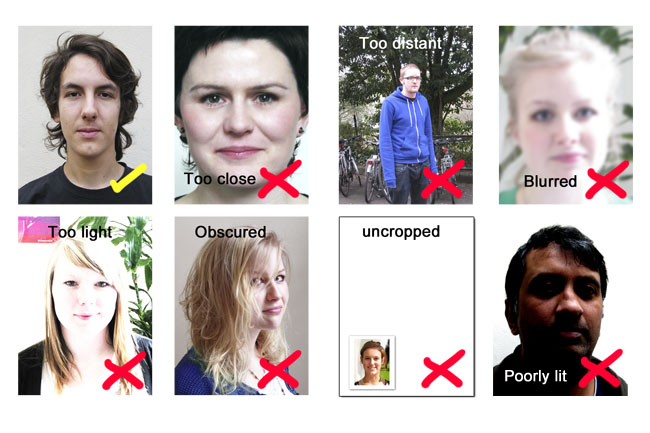 Too distant
Too close
Blurred
Too light
Obscured
uncropped
Poorly lit